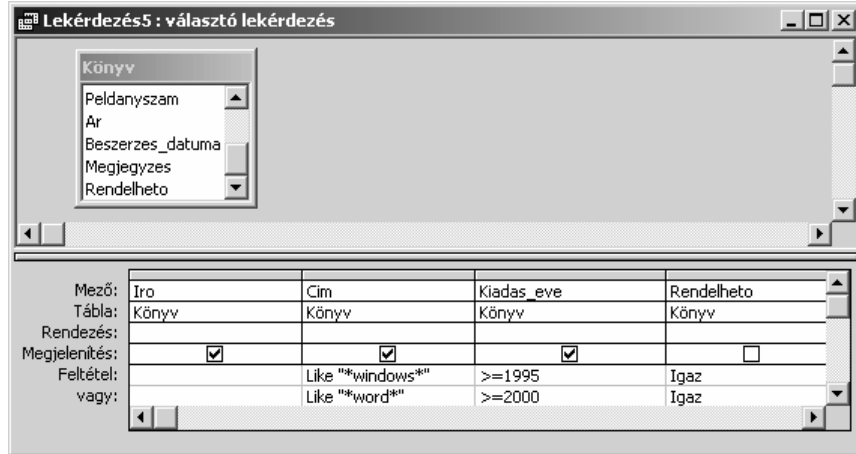 Lekérdezés5 : választó lekérdezés
Könyv
Peldanyszam
Ar
Beszerzes_datuma
Megjegyzes
Rendelheto
Mező: Iro Cim Kiadas_eve Rendelheto
Tábla: Könyv Könyv Könyv Könyv
Rendezés:
Megjelenítés:
Feltétel: Like "*windows*" >=1995 Igaz
vagy: Like "*word*" >=2000 Igaz